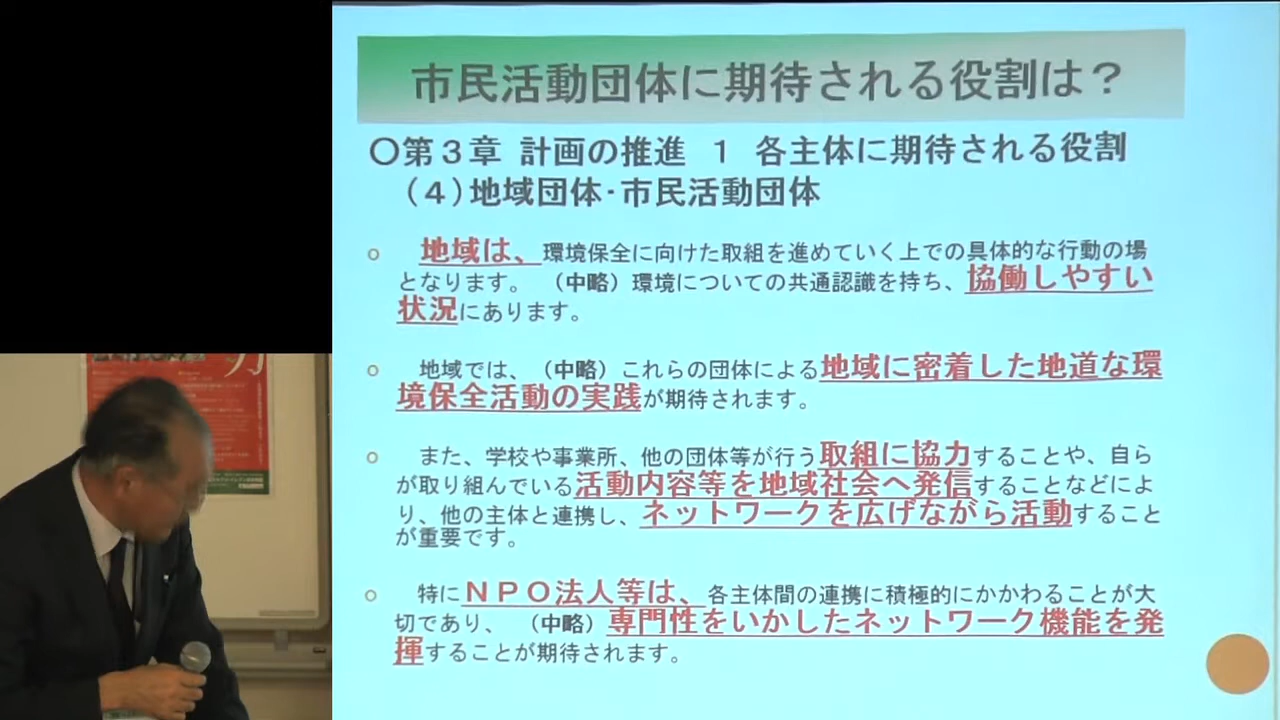 市民活動団体に期待される役割は？
〇第３章 計画の推進　１　各主体に期待される役割
（４）地域団体・市民活動団体
地域は、環境保全に向けた取組を進めていく上での具体的な行動の場
となります。（中略）環境についての共通認識を持ち、協働しやすい
状況にあります。
地域では、（中略）これらの団体による地域に密着した地道な環
境保全活動の実践が期待されます。
また、学校や事業所、他の団体等が行う取組に協力することや、自ら
が取り組んでいる活動内容等を地域社会へ発信することなどによ
り、他の主体と連携し、ネットワークを広げながら活動すること
が重要です。
特にＮＰＯ法人等は、各主体間の連携に積極的にかかわることが大
切であり、（中略）専門性をいかしたネットワーク機能を発
揮することが期待されます。